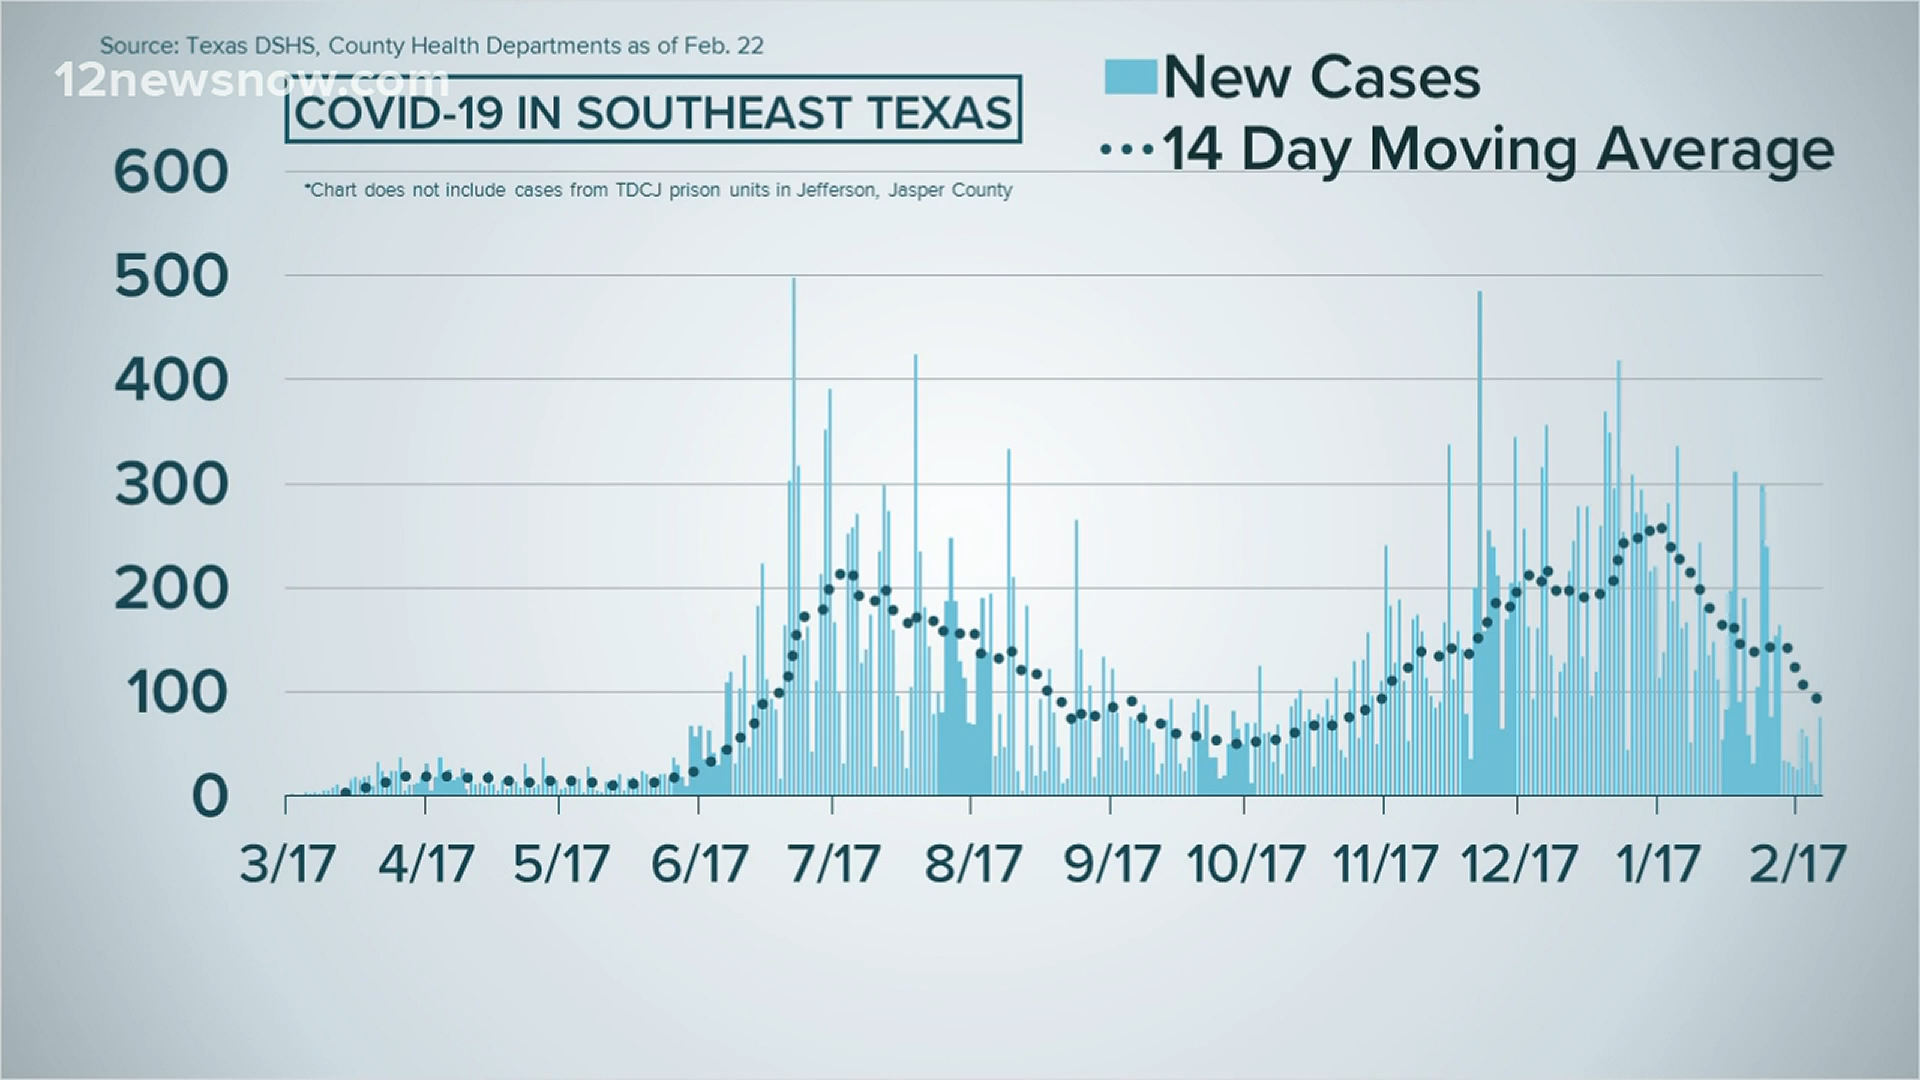 Source: Texas DSHS, County Health Departments as of Feb. 22
12newsnow.com
COVID-19 IN SOUTHEAST TEXAS
*Chart does not include cases from TDCJ prison units in Jefferson, Jasper County
New Cases
14 Day Moving Average
600
500
400
300
200
100
0
3/17 4/17 5/17 6/17 7/17 8/17 9/17 10/17 11/17 12/17 1/17 2/17